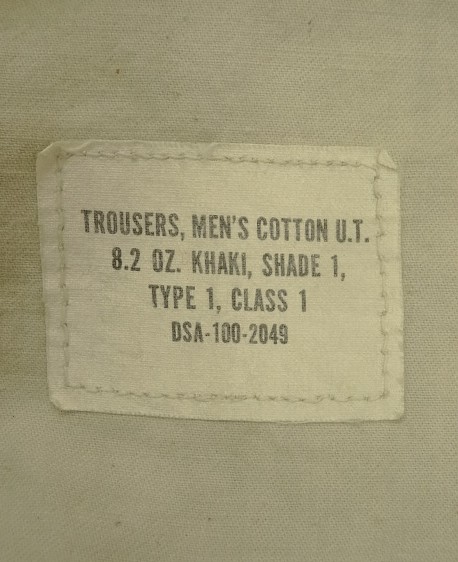 TROUSERS, MEN'S COTTON U.T.
8.2 OZ. KHAKI, SHADE 1,
TYPE 1, CLASS 1
DSA-100-2049